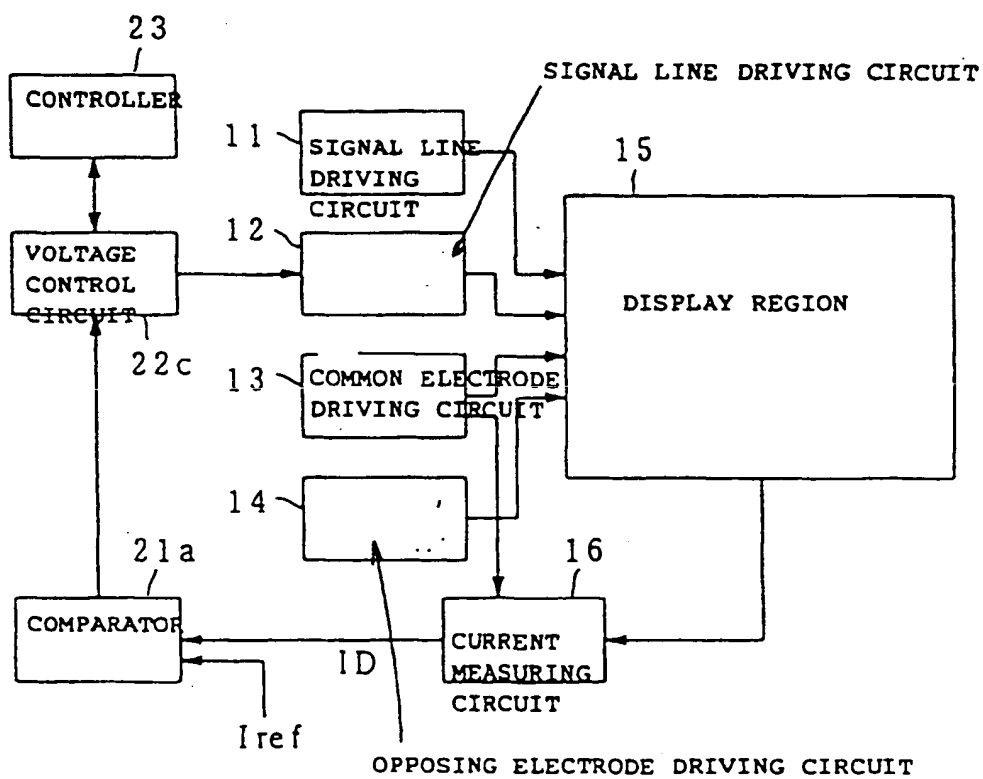 23
CONTROLLER
SIGNAL LINE DRIVING CIRCUIT
11
SIGNAL LINE
DRIVING
CIRCUIT
15
12
VOLTAGE
CONTROL
CIRCUIT
22c
DISPLAY REGION
13
COMMON ELECTRODE
DRIVING CIRCUIT
14
21a
16
COMPARATOR
ID
CURRENT
MEASURING
CIRCUIT
Iref
OPPOSING ELECTRODE DRIVING CIRCUIT